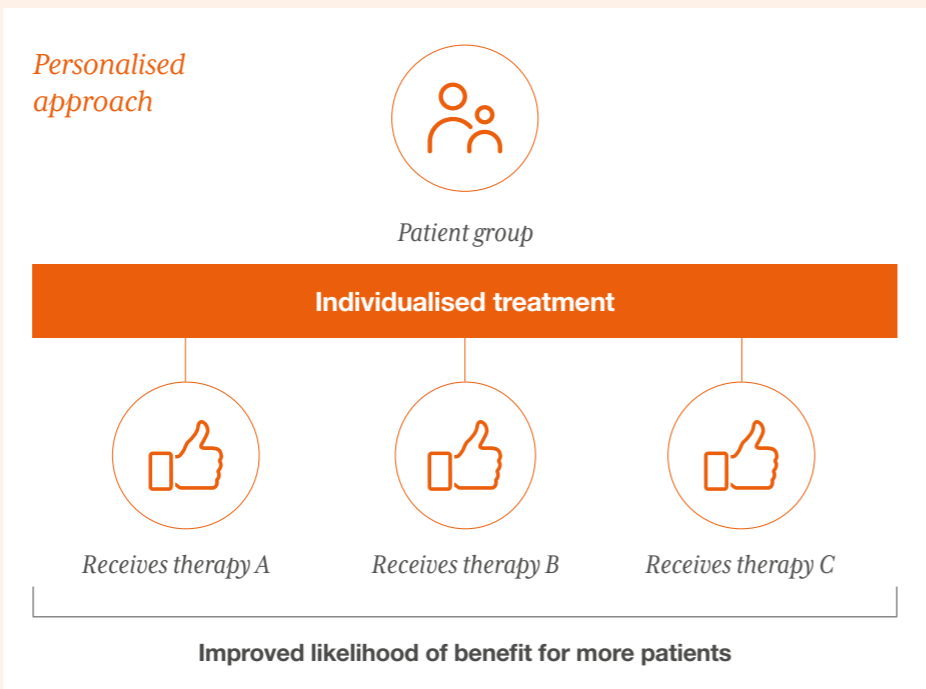 Personalised
approach
Patient group
Individualised treatment
Receives therapy A
Receives therapy B
Receives therapy C
Improved likelihood of benefit for more patients